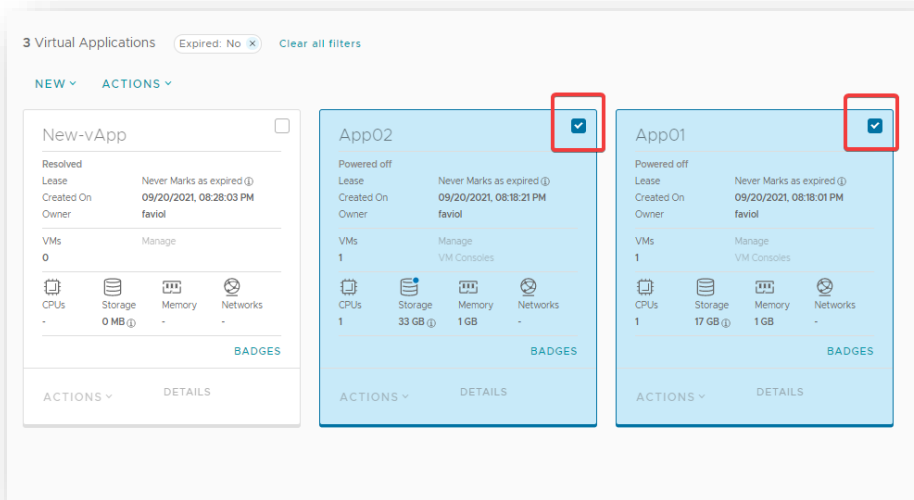 3 Virtual Applications Expired: No × Clear all filters
NEW ACTIONS
New-vApp
Resolved
Lease Never Marks as expired
Created On 09/20/2021, 08:28:03 PM
Owner faviol
VMs Manage
0
CPUs Storage Memory Networks
- 0 MB - -
BADGES
ACTIONS DETAILS
App02
Powered off
Lease Never Marks as expired
Created On 09/20/2021, 08:18:21 PM
Owner faviol
VMs Manage
1 VM Consoles
CPUs Storage Memory Networks
1 33 GB 1 GB -
BADGES
ACTIONS DETAILS
App01
Powered off
Lease Never Marks as expired
Created On 09/20/2021, 08:18:01 PM
Owner faviol
VMs Manage
1 VM Consoles
CPUs Storage Memory Networks
1 17 GB 1 GB -
BADGES
ACTIONS DETAILS